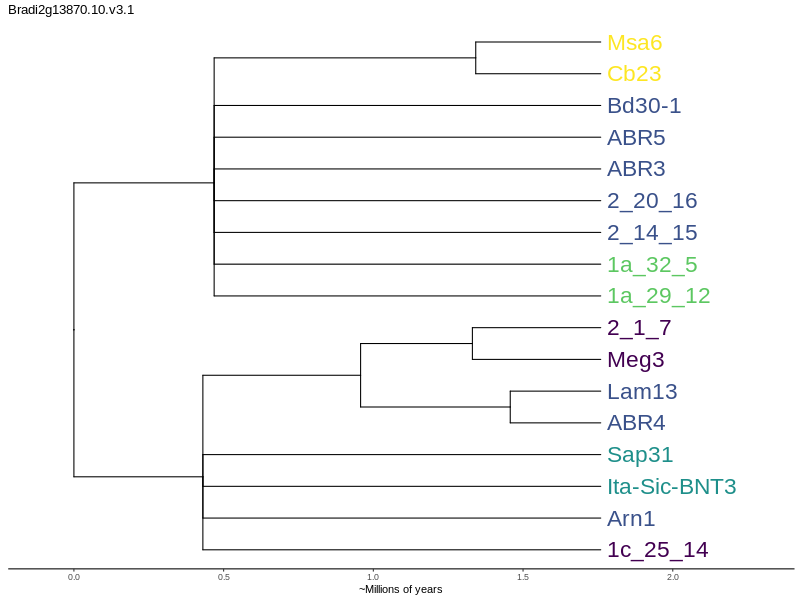 Bradi2g13870.10.v3.1
Msa6
Cb23
Bd30-1
ABR5
ABR3
2_20_16
2_14_15
1a_32_5
1a_29_12
2_1_7
Meg3
Lam13
ABR4
Sap31
Ita-Sic-BNT3
Arn1
1c_25_14
0.0 0.5 1.0 1.5 2.0
~Millions of years